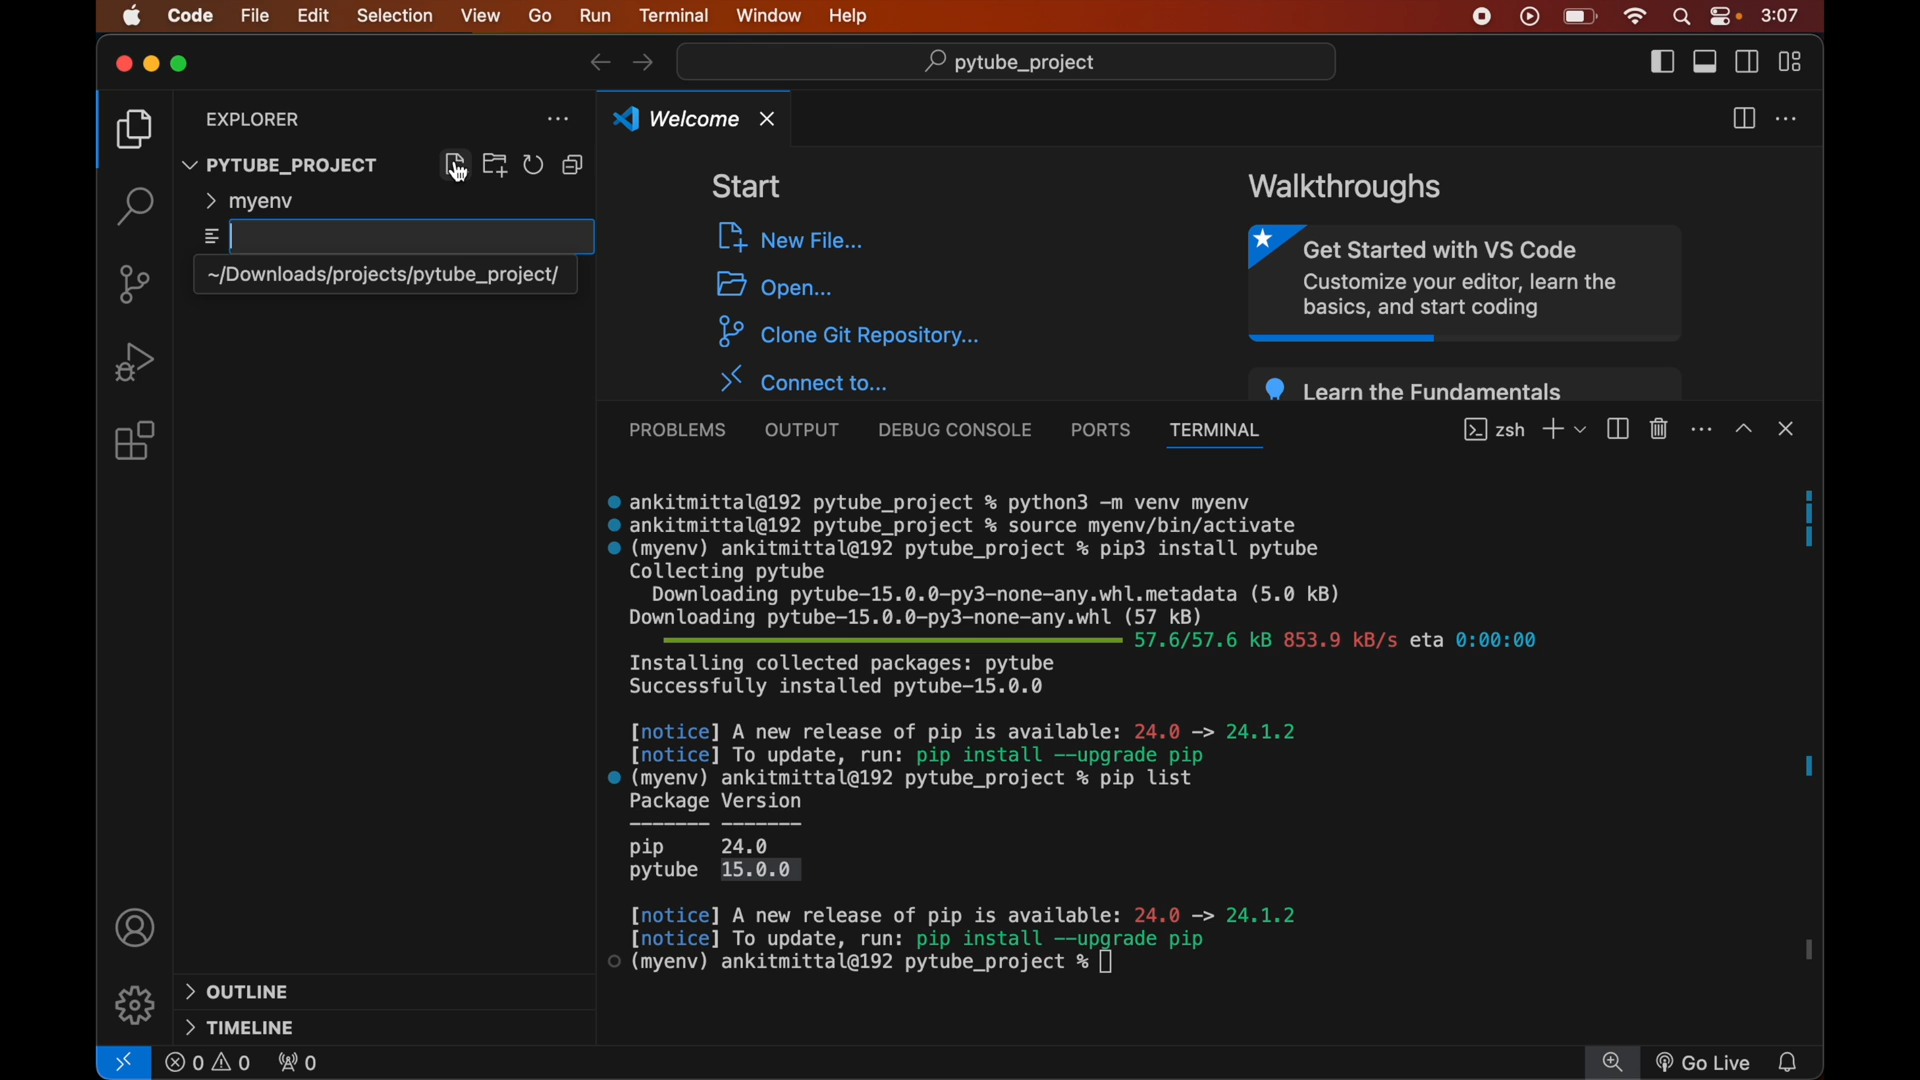 Code File Edit Selection View Go Run Terminal Window Help 3:07
pytube_project
EXPLORER
PYTUBE_PROJECT
myenv
~/Downloads/projects/pytube_project/
OUTLINE
TIMELINE
Welcome
Start
New File...
Open...
Clone Git Repository...
Connect to...
Walkthroughs
Get Started with VS Code
Customize your editor, learn the
basics, and start coding
Learn the Fundamentals
PROBLEMS OUTPUT DEBUG CONSOLE PORTS TERMINAL zsh
ankitmittal@192 pytube_project % python3 -m venv myenv
ankitmittal@192 pytube_project % source myenv/bin/activate
(myenv) ankitmittal@192 pytube_project % pip3 install pytube
Collecting pytube
Downloading pytube-15.0.0-py3-none-any.whl.metadata (5.0 kB)
Downloading pytube-15.0.0-py3-none-any.whl (57 kB)
57.6/57.6 kB 853.9 kB/s eta 0:00:00
Installing collected packages: pytube
Successfully installed pytube-15.0.0
[notice] A new release of pip is available: 24.0 -> 24.1.2
[notice] To update, run: pip install --upgrade pip
(myenv) ankitmittal@192 pytube_project % pip list
Package Version
------- -------
pip 24.0
pytube 15.0.0
[notice] A new release of pip is available: 24.0 -> 24.1.2
[notice] To update, run: pip install --upgrade pip
(myenv) ankitmittal@192 pytube_project %
0 0 0 Go Live